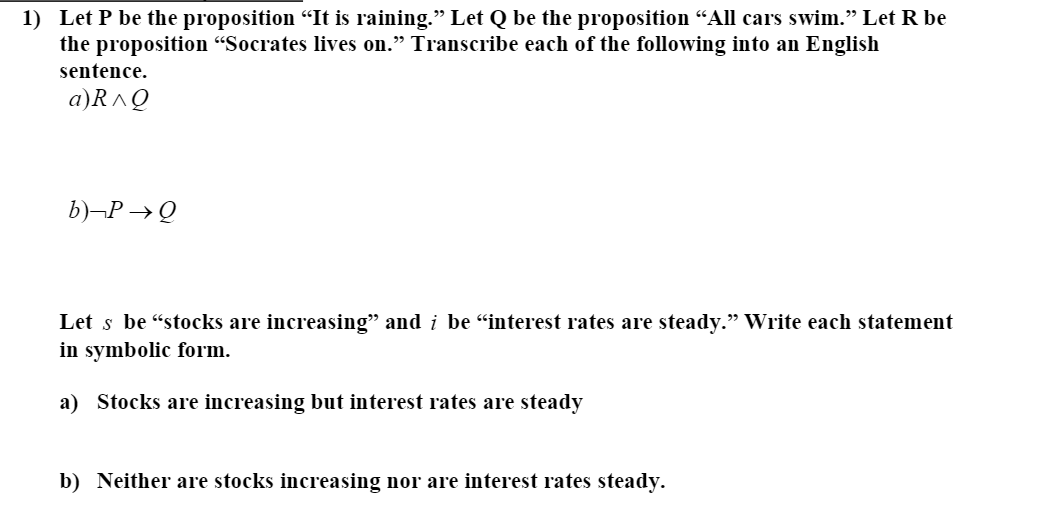 1) Let P be the proposition “It is raining.” Let Q be the proposition “All cars swim.” Let R be
the proposition “Socrates lives on.” Transcribe each of the following into an English
sentence.
a)R ∧ Q
b)¬P → Q
Let s be “stocks are increasing” and i be “interest rates are steady.” Write each statement
in symbolic form.
a) Stocks are increasing but interest rates are steady
b) Neither are stocks increasing nor are interest rates steady.